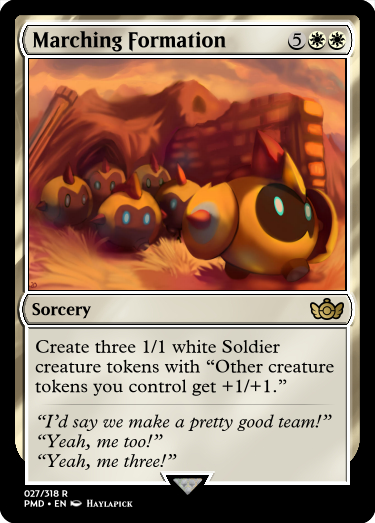 Marching Formation 5
Sorcery
Create three 1/1 white Soldier
creature tokens with “Other creature
tokens you control get +1/+1.”
“I’d say we make a pretty good team!”
“Yeah, me too!”
“Yeah, me three!”
027/318 R
PMD • EN HAYLAPICK